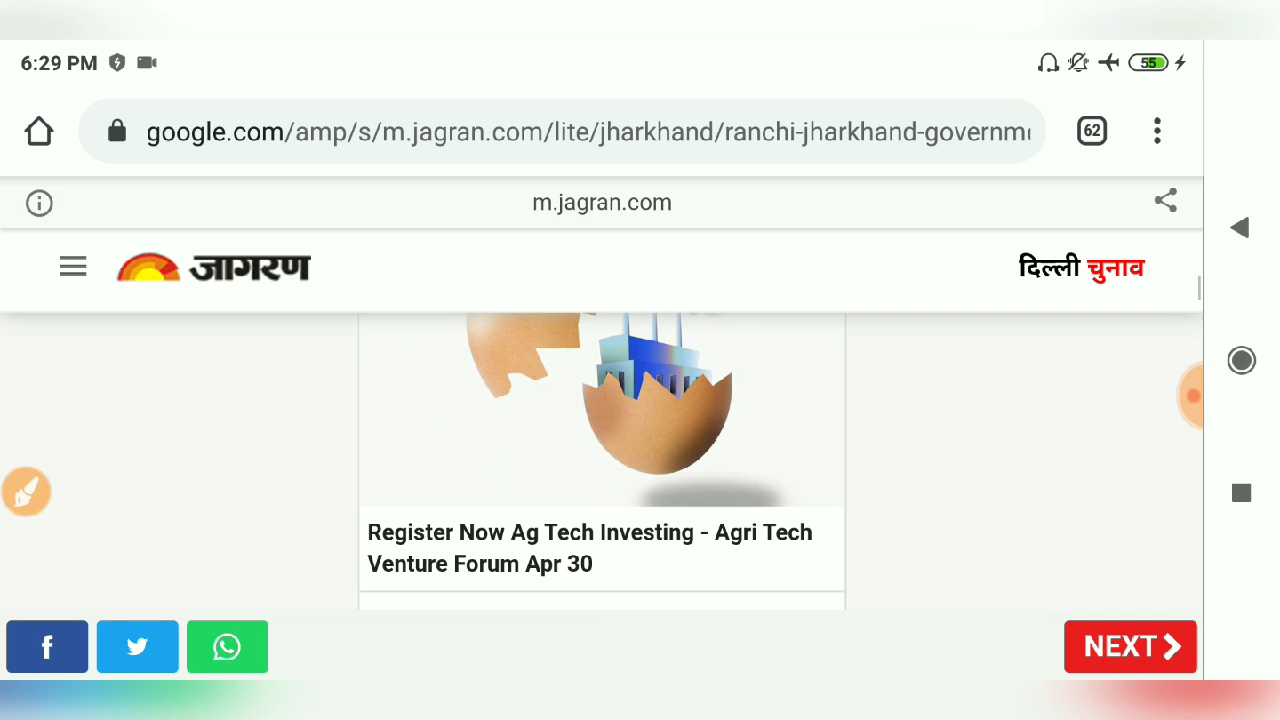 6:29 PM
55
google.com/amp/s/m.jagran.com/lite/jharkhand/ranchi-jharkhand-governme
62
m.jagran.com
जागरण
दिल्ली चुनाव
Register Now Ag Tech Investing - Agri Tech
Venture Forum Apr 30
f
NEXT